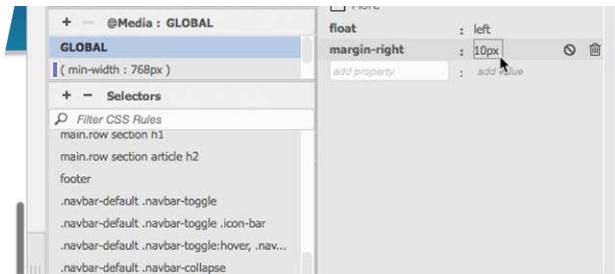 + − @Media : GLOBAL
GLOBAL
( min-width : 768px )
+ − Selectors
Filter CSS Rules
main.row section h1
main.row section article h2
footer
.navbar-default .navbar-toggle
.navbar-default .navbar-toggle .icon-bar
.navbar-default .navbar-toggle:hover, .nav...
.navbar-default .navbar-collapse
More
float : left
margin-right : 10px
add property : add value